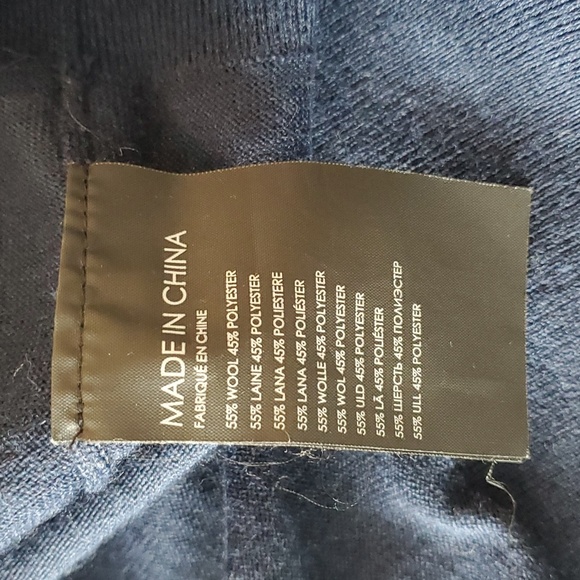 MADE IN CHINA
FABRIQUÉ EN CHINE
55% WOOL 45% POLYESTER
55% LAINE 45% POLYESTER
55% LANA 45% POLIESTERE
55% LANA 45% POLIÉSTER
55% WOLLE 45% POLYESTER
55% WOL 45% POLYESTER
55% ULD 45% POLYESTER
55% LÃ 45% POLIÉSTER
55% ШЕРСТЬ 45% ПОЛИЭСТЕР
55% ULL 45% POLYESTER